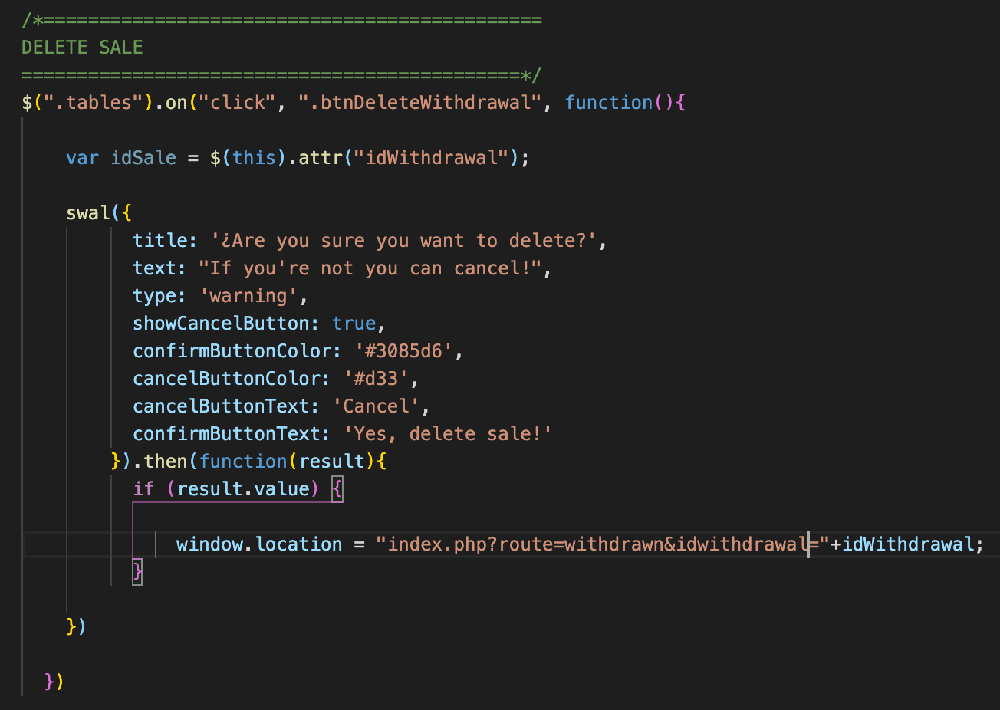 /*=============================================
DELETE SALE
=============================================*/
$(".tables").on("click", ".btnDeleteWithdrawal", function(){
var idSale = $(this).attr("idWithdrawal");
swal({
title: '¿Are you sure you want to delete?',
text: "If you're not you can cancel!",
type: 'warning',
showCancelButton: true,
confirmButtonColor: '#3085d6',
cancelButtonColor: '#d33',
cancelButtonText: 'Cancel',
confirmButtonText: 'Yes, delete sale!'
}).then(function(result){
if (result.value) {
window.location = "index.php?route=withdrawn&idwithdrawal="+idWithdrawal;
}
})
})